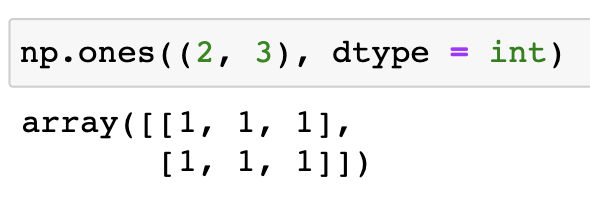 np.ones((2, 3), dtype = int)
array([[1, 1, 1],
       [1, 1, 1]])